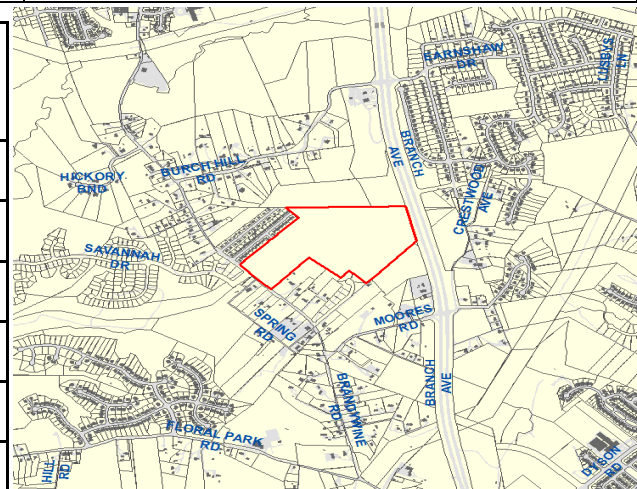 EARNSHAW
DR
LUSBYS
LN
BRANCH
AVE
BURCH HILL
RD
HICKORY
BND
CRESTWOOD
AVE
SAVANNAH
DR
SPRING
RD
MOORES
RD
BRANCH
AVE
BRANDYWINE
RD
FLORAL PARK
RD
HILL
RD
DYSON
RD